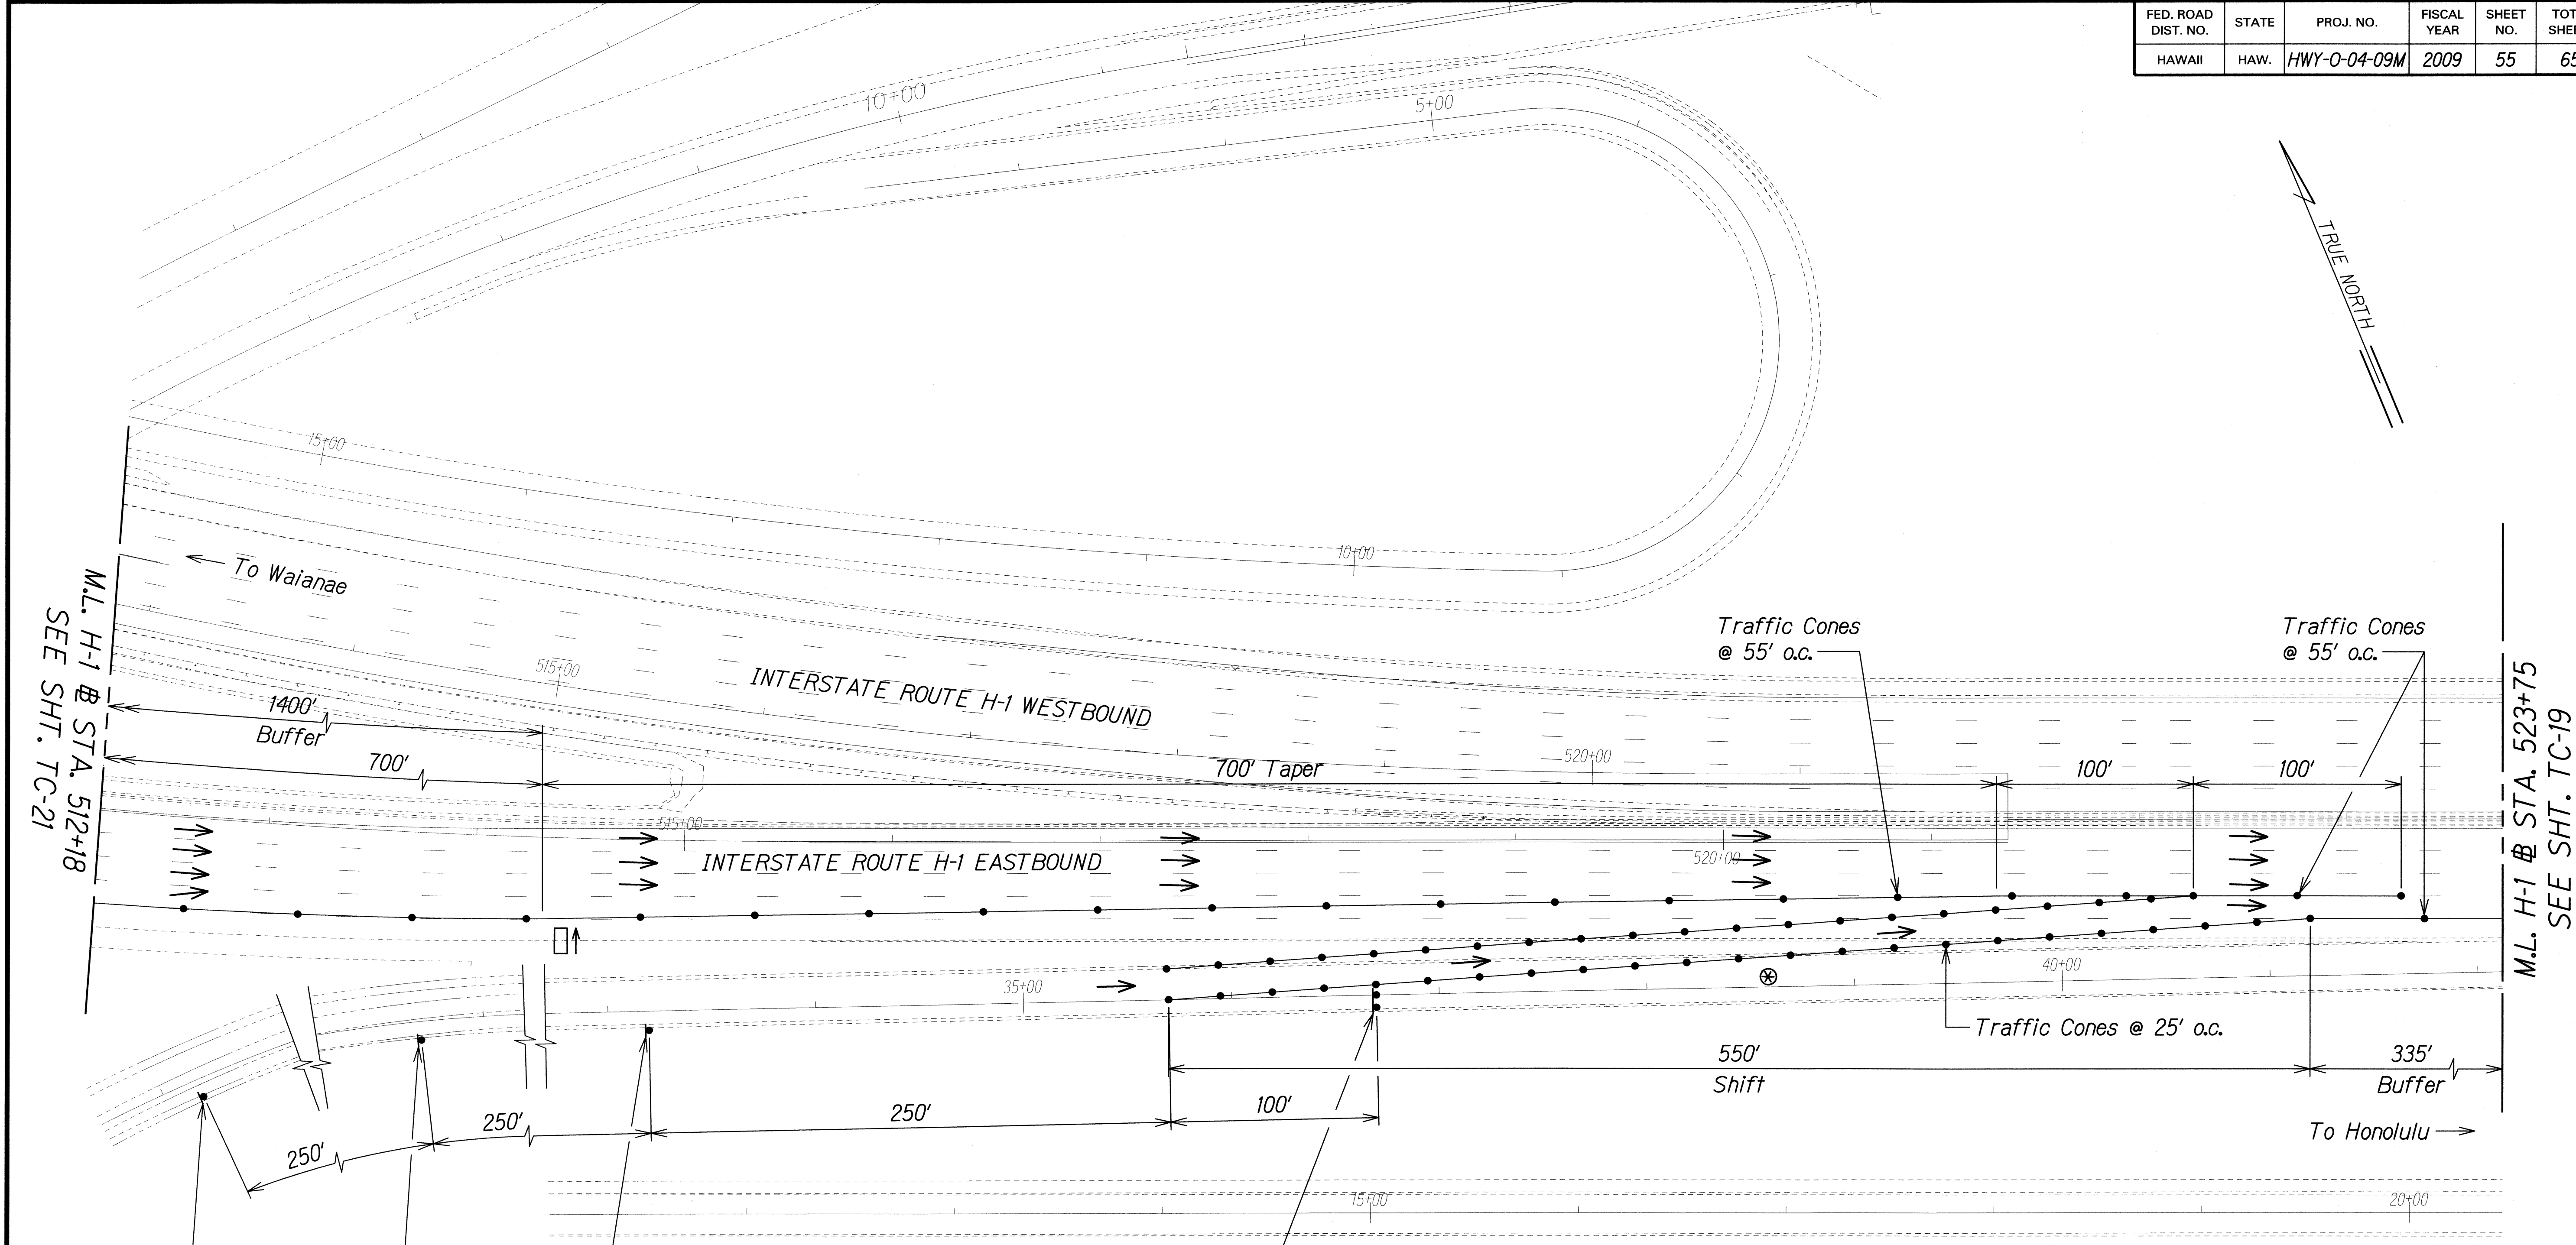 FED. ROAD
DIST. NO.
STATE
PROJ. NO.
FISCAL
YEAR
SHEET
NO.
HAWAII
HAW.
HWY-O-04-09M
2009
55
10+00
5+00
TRUE NORTH
15+00
10+00
To Waianae
M.L. H-1 ℄ STA. 512+18
SEE SHT. TC-21
515+00
INTERSTATE ROUTE H-1 WESTBOUND
Traffic Cones
@ 55' o.c.
Traffic Cones
@ 55' o.c.
1400'
Buffer
700'
700' Taper
520+00
100'
100'
515+00
INTERSTATE ROUTE H-1 EASTBOUND
520+00
M.L. H-1 ℄ STA. 523+75
SEE SHT. TC-19
35+00
40+00
Traffic Cones @ 25' o.c.
550'
Shift
335'
Buffer
250'
250'
250'
100'
To Honolulu
15+00
20+00